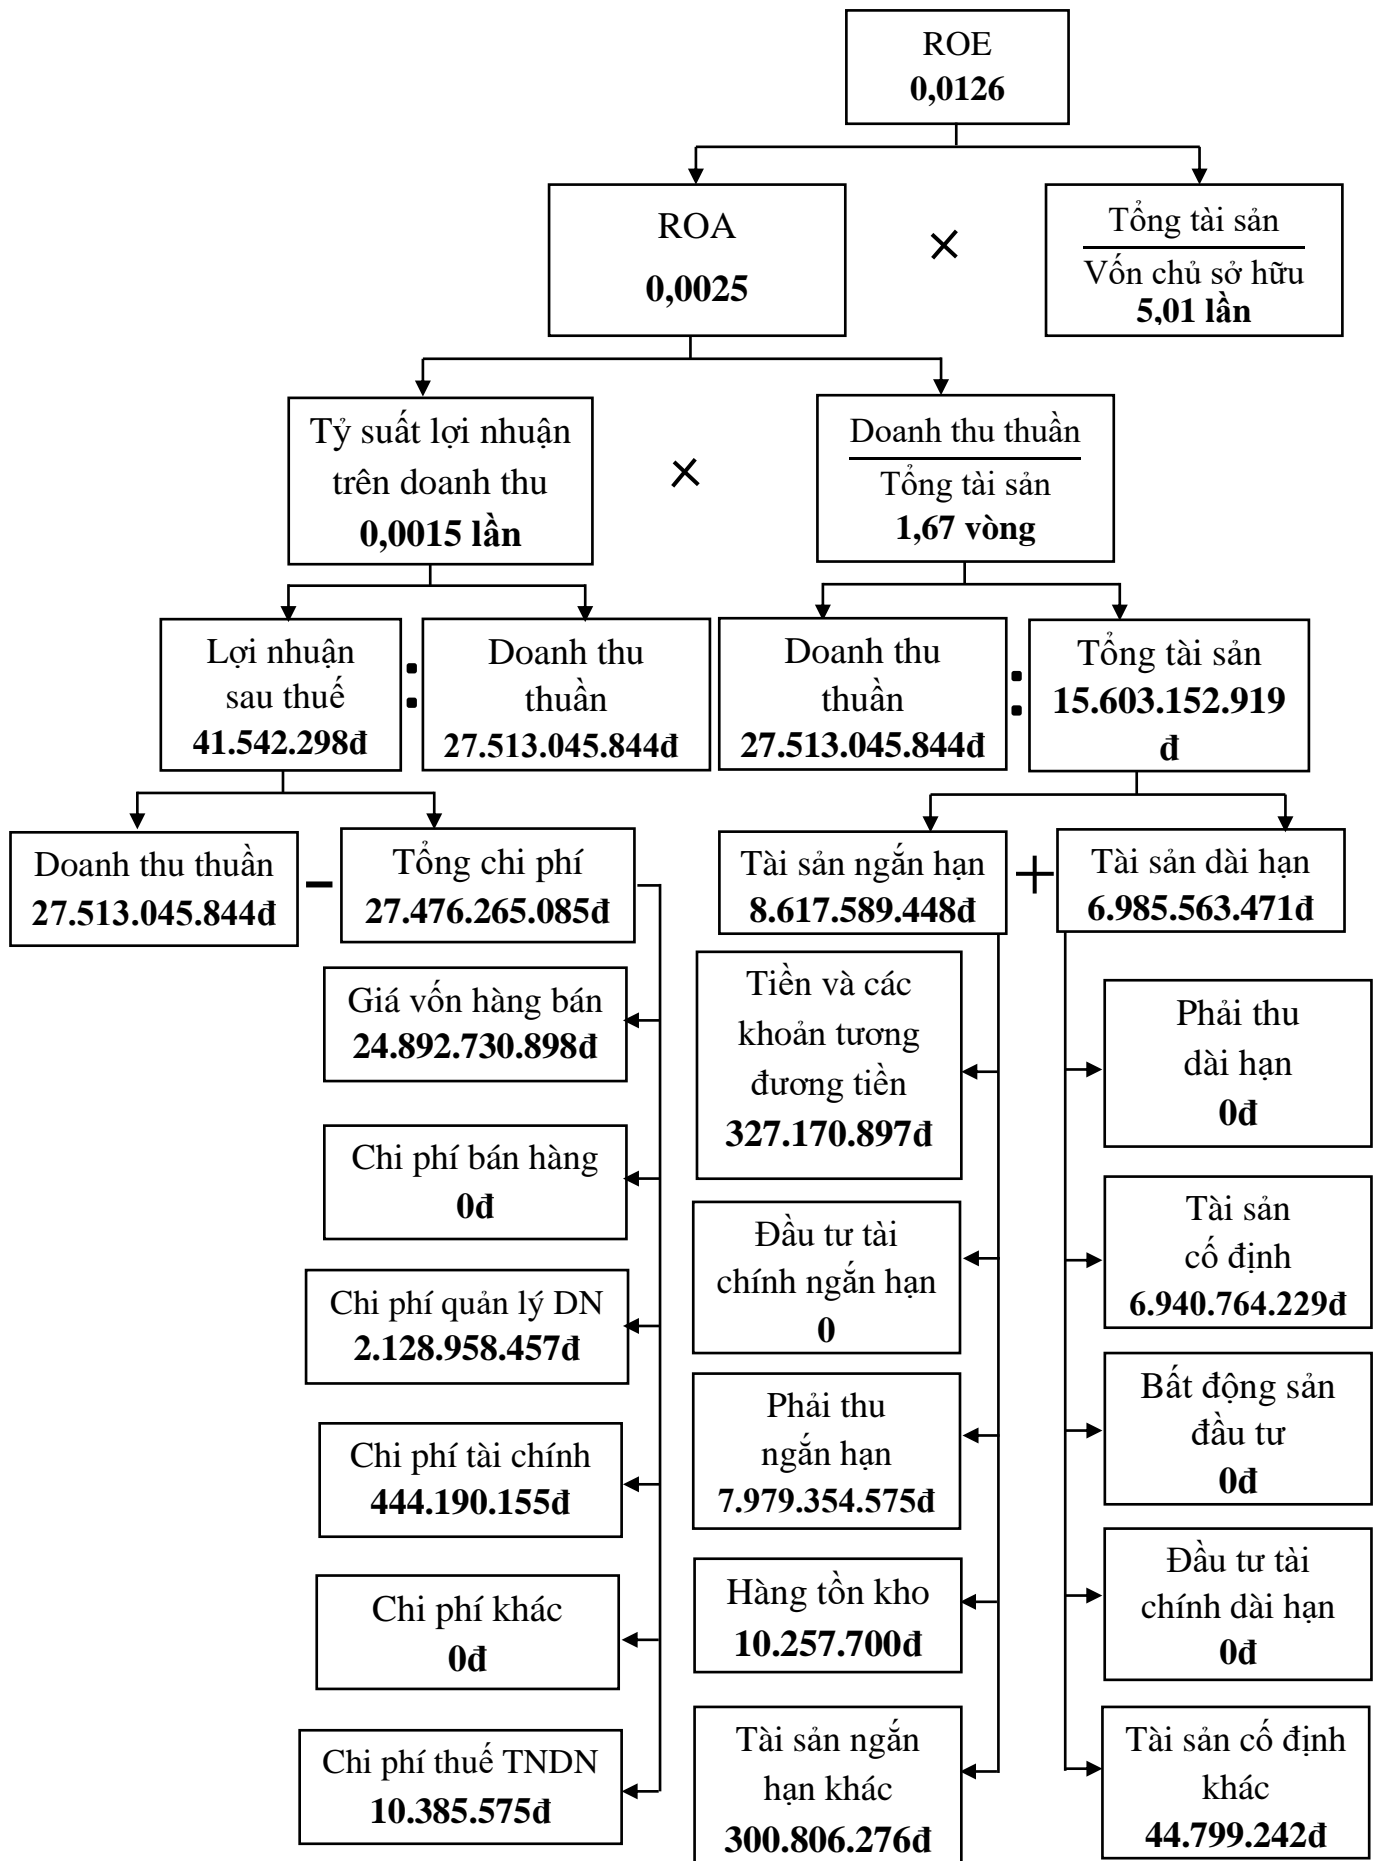 ROE
0,0126
ROA
0,0025
×
Tổng tài sản
Vốn chủ sở hữu
5,01 lần
Tỷ suất lợi nhuận
trên doanh thu
0,0015 lần
×
Doanh thu thuần
Tổng tài sản
1,67 vòng
Lợi nhuận
sau thuế
41.542.298đ
:
Doanh thu
thuần
27.513.045.844đ
Doanh thu
thuần
27.513.045.844đ
:
Tổng tài sản
15.603.152.919
đ
Doanh thu thuần
27.513.045.844đ
–
Tổng chi phí
27.476.265.085đ
Tài sản ngắn hạn
8.617.589.448đ
+
Tài sản dài hạn
6.985.563.471đ
Giá vốn hàng bán
24.892.730.898đ
Chi phí bán hàng
0đ
Chi phí quản lý DN
2.128.958.457đ
Chi phí tài chính
444.190.155đ
Chi phí khác
0đ
Chi phí thuế TNDN
10.385.575đ
Tiền và các
khoản tương
đương tiền
327.170.897đ
Đầu tư tài
chính ngắn hạn
0
Phải thu
ngắn hạn
7.979.354.575đ
Hàng tồn kho
10.257.700đ
Tài sản ngắn
hạn khác
300.806.276đ
Phải thu
dài hạn
0đ
Tài sản
cố định
6.940.764.229đ
Bất động sản
đầu tư
0đ
Đầu tư tài
chính dài hạn
0đ
Tài sản cố định
khác
44.799.242đ